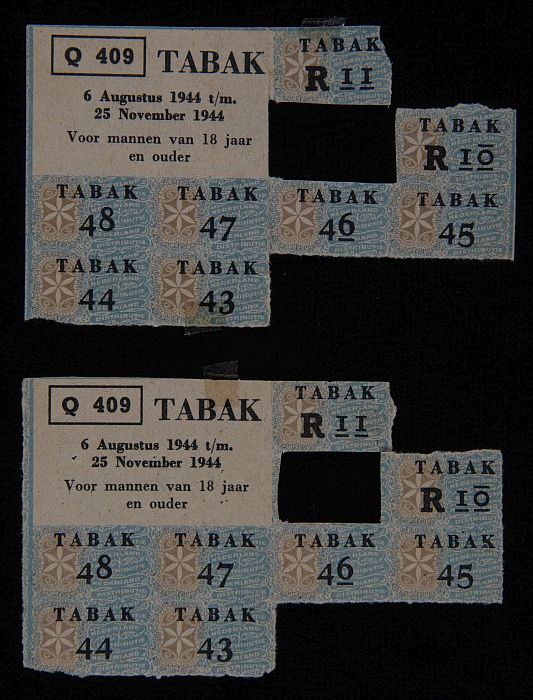 Q 409 TABAK
6 Augustus 1944 t/m.
25 November 1944
Voor mannen van 18 jaar
en ouder
TABAK
R 11
TABAK
R 10
TABAK TABAK TABAK TABAK
48 47 46 45
TABAK TABAK
44 43
Q 409 TABAK
6 Augustus 1944 t/m.
25 November 1944
Voor mannen van 18 jaar
en ouder
TABAK
R 11
TABAK
R 10
TABAK TABAK TABAK TABAK
48 47 46 45
TABAK TABAK
44 43